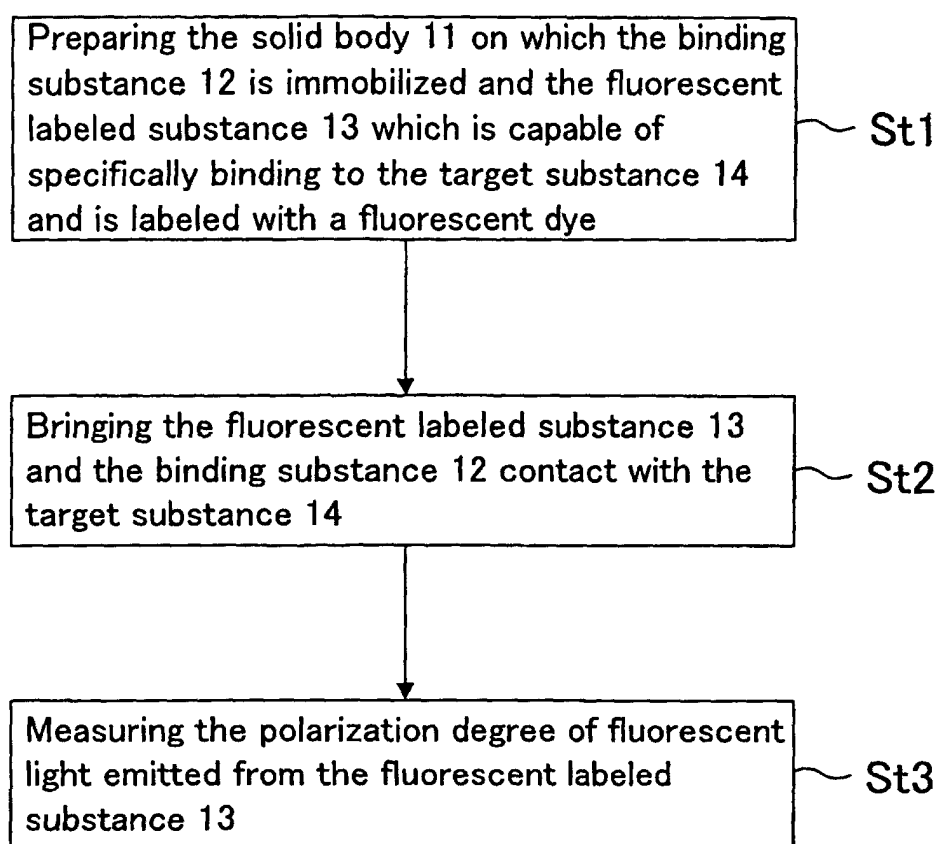 Preparing the solid body 11 on which the binding
substance 12 is immobilized and the fluorescent
labeled substance 13 which is capable of
specifically binding to the target substance 14
and is labeled with a fluorescent dye
St1
Bringing the fluorescent labeled substance 13
and the binding substance 12 contact with the
target substance 14
St2
Measuring the polarization degree of fluorescent
light emitted from the fluorescent labeled
substance 13
St3